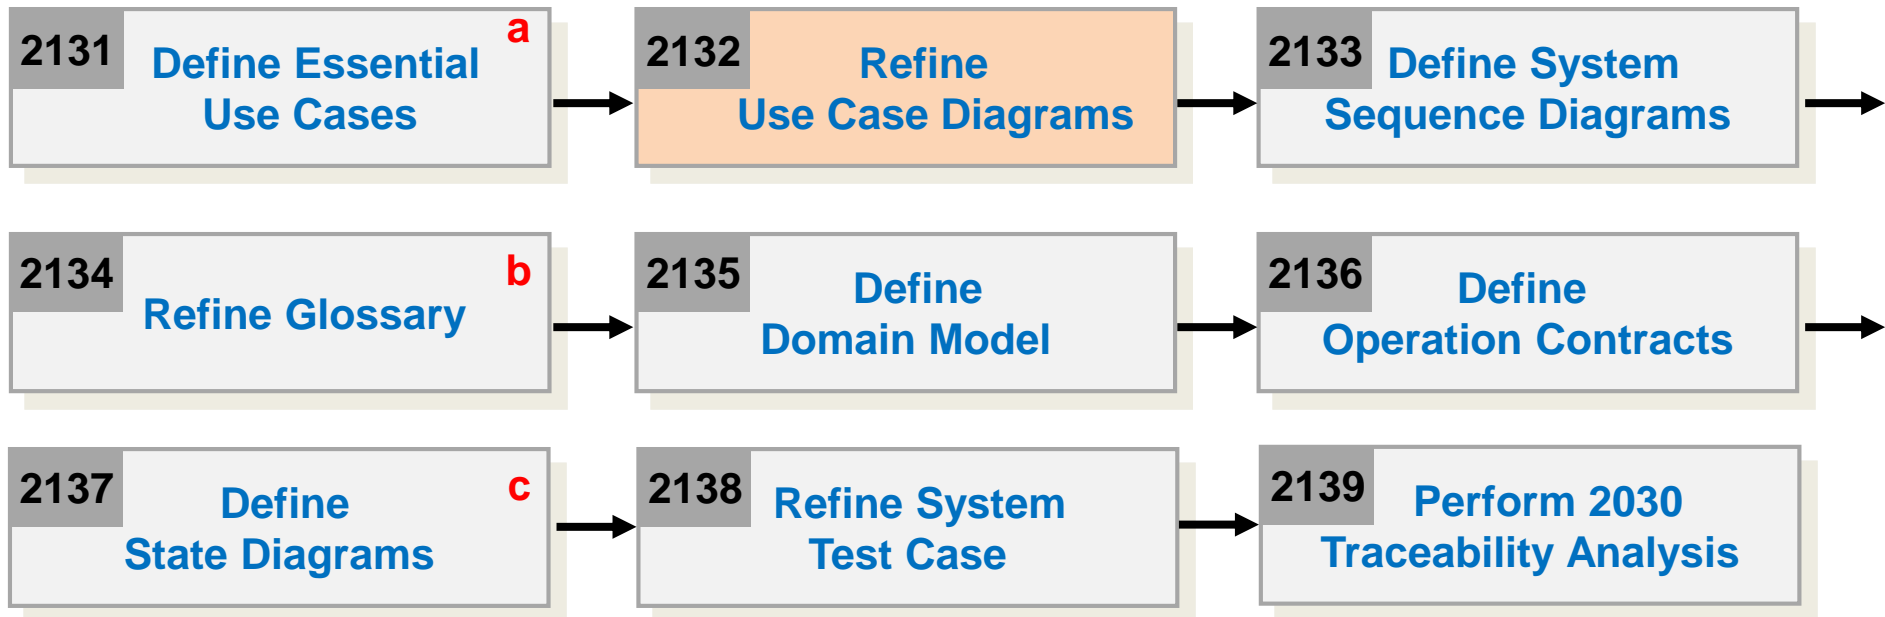 2131
a
Define Essential
Use Cases
2132
Refine
Use Case Diagrams
2133
Define System
Sequence Diagrams
2134
b
Refine Glossary
2135
Define
Domain Model
2136
Define
Operation Contracts
2137
c
Define
State Diagrams
2138
Refine System
Test Case
2139
Perform 2030
Traceability Analysis